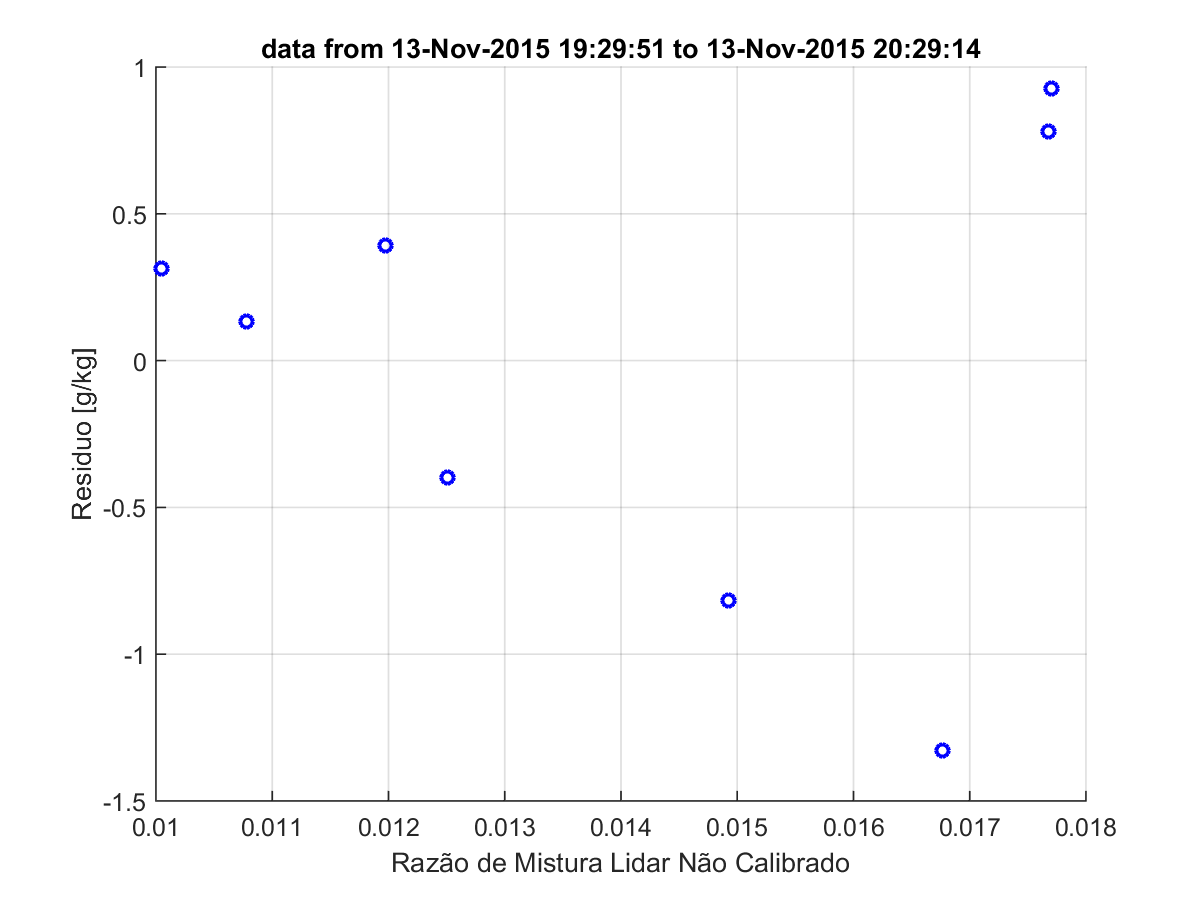 data from 13-Nov-2015 19:29:51 to 13-Nov-2015 20:29:14
1
0.5
0
-0.5
-1
-1.5
Residuo [g/kg]
0.01 0.011 0.012 0.013 0.014 0.015 0.016 0.017 0.018
Razão de Mistura Lidar Não Calibrado